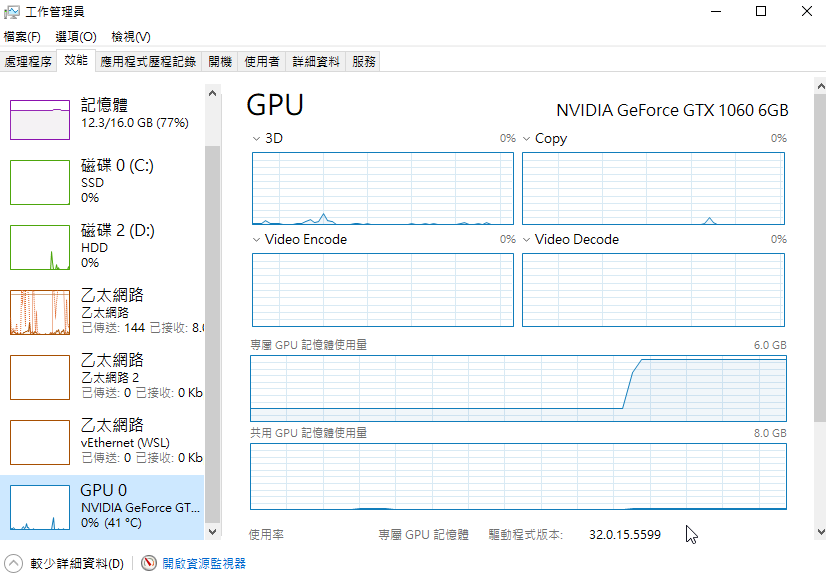 工作管理員
檔案(F) 選項(O) 檢視(V)
處理程序 效能 應用程式歷程記錄 開機 使用者 詳細資料 服務
記憶體
12.3/16.0 GB (77%)
磁碟 0 (C:)
SSD
0%
磁碟 2 (D:)
HDD
0%
乙太網路
乙太網路
已傳送: 144 已接收: 8.0
乙太網路
乙太網路 2
已傳送: 0 已接收: 0 Kb
乙太網路
vEthernet (WSL)
已傳送: 0 已接收: 0 Kb
GPU 0
NVIDIA GeForce GT...
0% (41 °C)
GPU
NVIDIA GeForce GTX 1060 6GB
3D 0%
Copy 0%
Video Encode 0%
Video Decode 0%
專屬 GPU 記憶體使用量 6.0 GB
共用 GPU 記憶體使用量 8.0 GB
使用率 專屬 GPU 記憶體 驅動程式版本: 32.0.15.5599
較少詳細資料(D) 開啟資源監視器